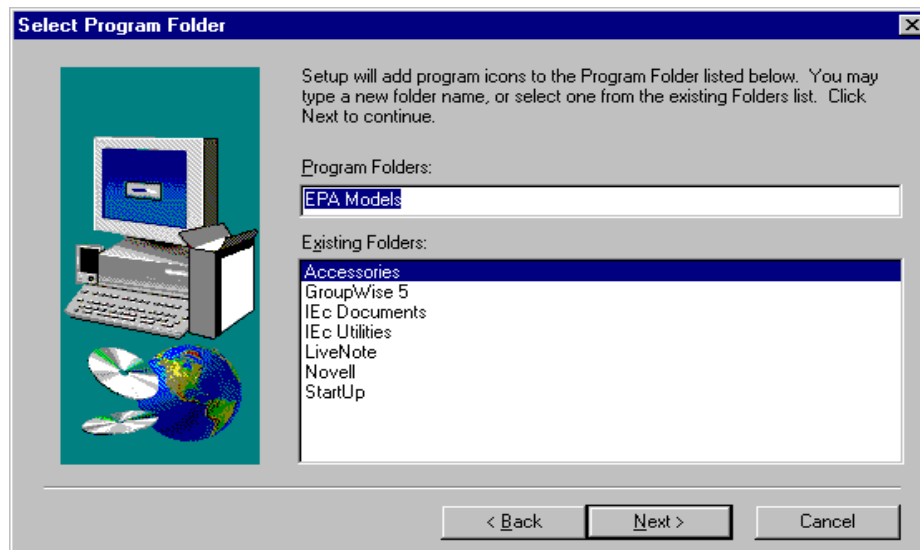 Select Program Folder
Setup will add program icons to the Program Folder listed below. You may
type a new folder name, or select one from the existing Folders list. Click
Next to continue.
Program Folders:
EPA Models
Existing Folders:
Accessories
GroupWise 5
IEc Documents
IEc Utilities
LiveNote
Novell
StartUp
< Back
Next >
Cancel